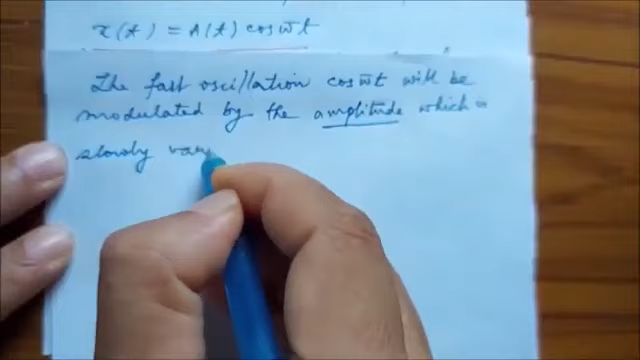 x(t) = A(t) cos ω̅t
The fast oscillation cos ω̅t will be
modulated by the amplitude which is
slowly vary